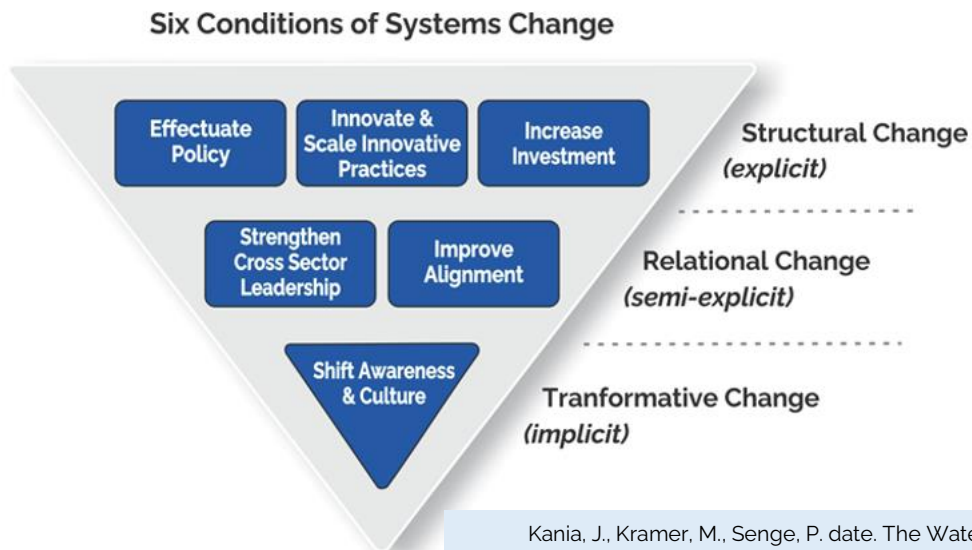 Six Conditions of Systems Change
Effectuate
Policy
Innovate &
Scale Innovative
Practices
Increase
Investment
Structural Change
(explicit)
Strengthen
Cross Sector
Leadership
Improve
Alignment
Relational Change
(semi-explicit)
Shift Awareness
& Culture
Tranformative Change
(implicit)
Kania, J., Kramer, M., Senge, P. date. The Wate